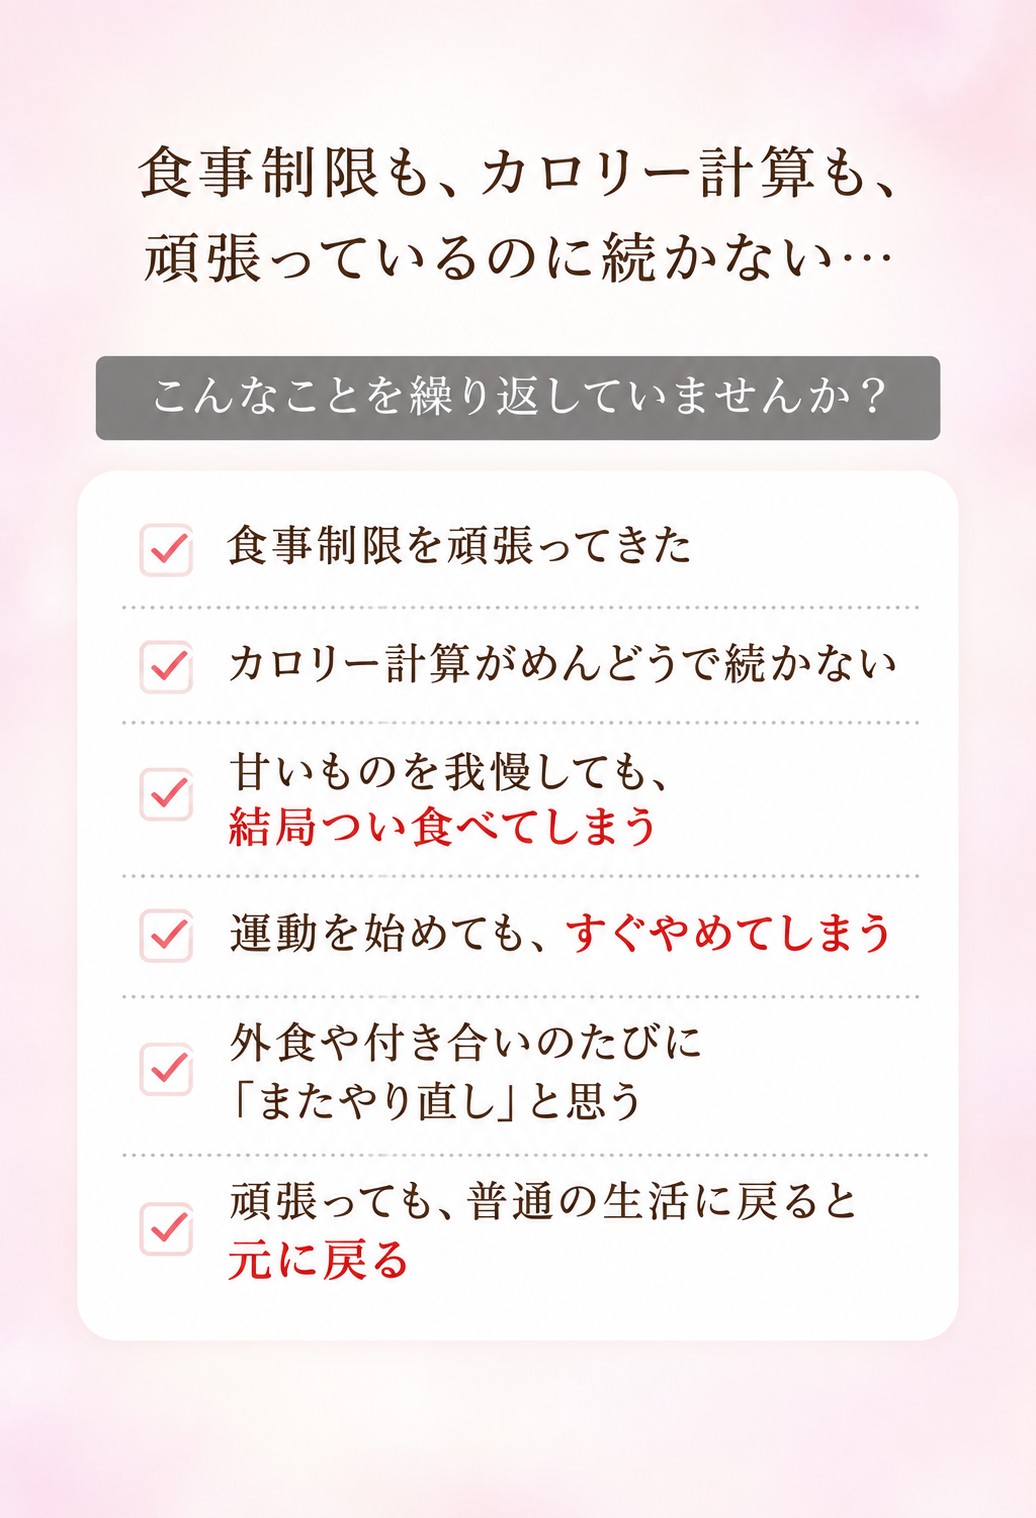 食事制限も、カロリー計算も、
頑張っているのに続かない…
こんなことを繰り返していませんか？
食事制限を頑張ってきた
カロリー計算がめんどうで続かない
甘いものを我慢しても、
結局つい食べてしまう
運動を始めても、すぐやめてしまう
外食や付き合いのたびに
「またやり直し」と思う
頑張っても、普通の生活に戻ると
元に戻る